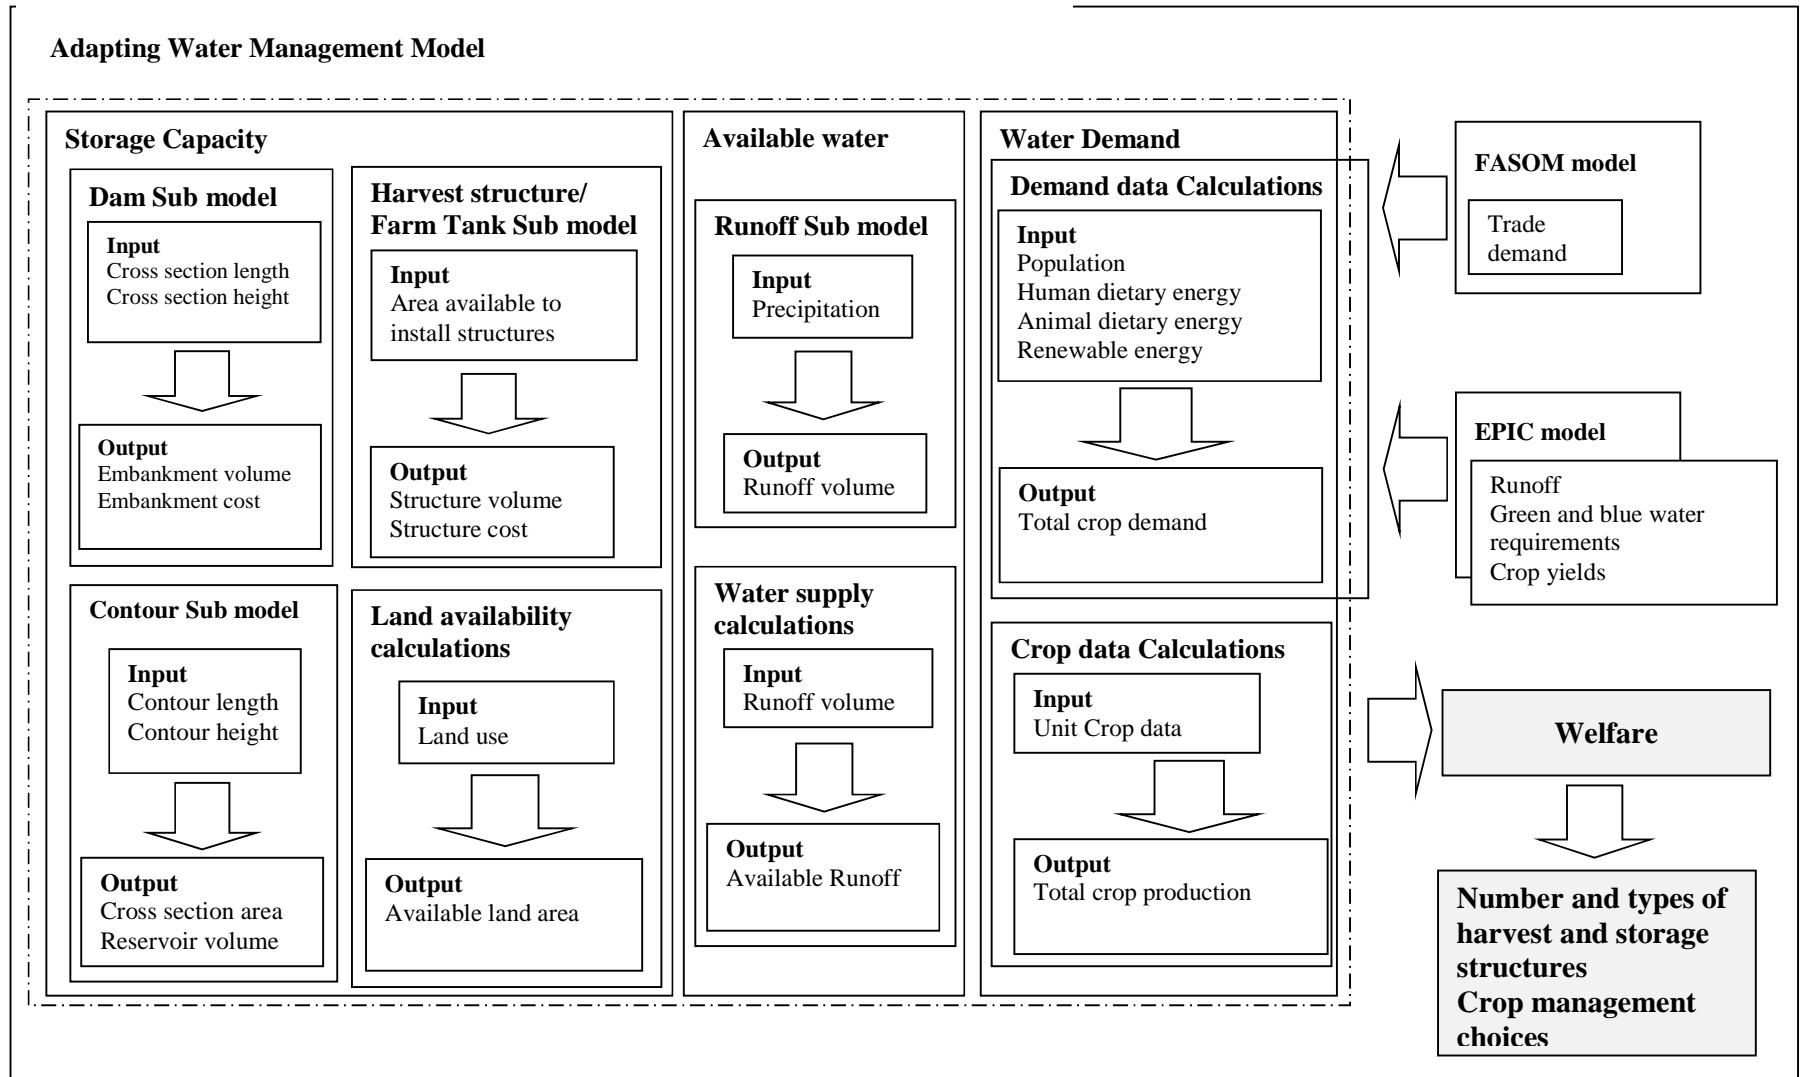 Adapting Water Management Model
Storage Capacity
Dam Sub model
Input
Cross section length
Cross section height
Output
Embankment volume
Embankment cost
Harvest structure/
Farm Tank Sub model
Input
Area available to
install structures
Output
Structure volume
Structure cost
Contour Sub model
Input
Contour length
Contour height
Output
Cross section area
Reservoir volume
Land availability
calculations
Input
Land use
Output
Available land area
Available water
Runoff Sub model
Input
Precipitation
Output
Runoff volume
Water supply
calculations
Input
Runoff volume
Output
Available Runoff
Water Demand
Demand data Calculations
Input
Population
Human dietary energy
Animal dietary energy
Renewable energy
Output
Total crop demand
Crop data Calculations
Input
Unit Crop data
Output
Total crop production
FASOM model
Trade
demand
EPIC model
Runoff
Green and blue water
requirements
Crop yields
Welfare
Number and types of
harvest and storage
structures
Crop management
choices